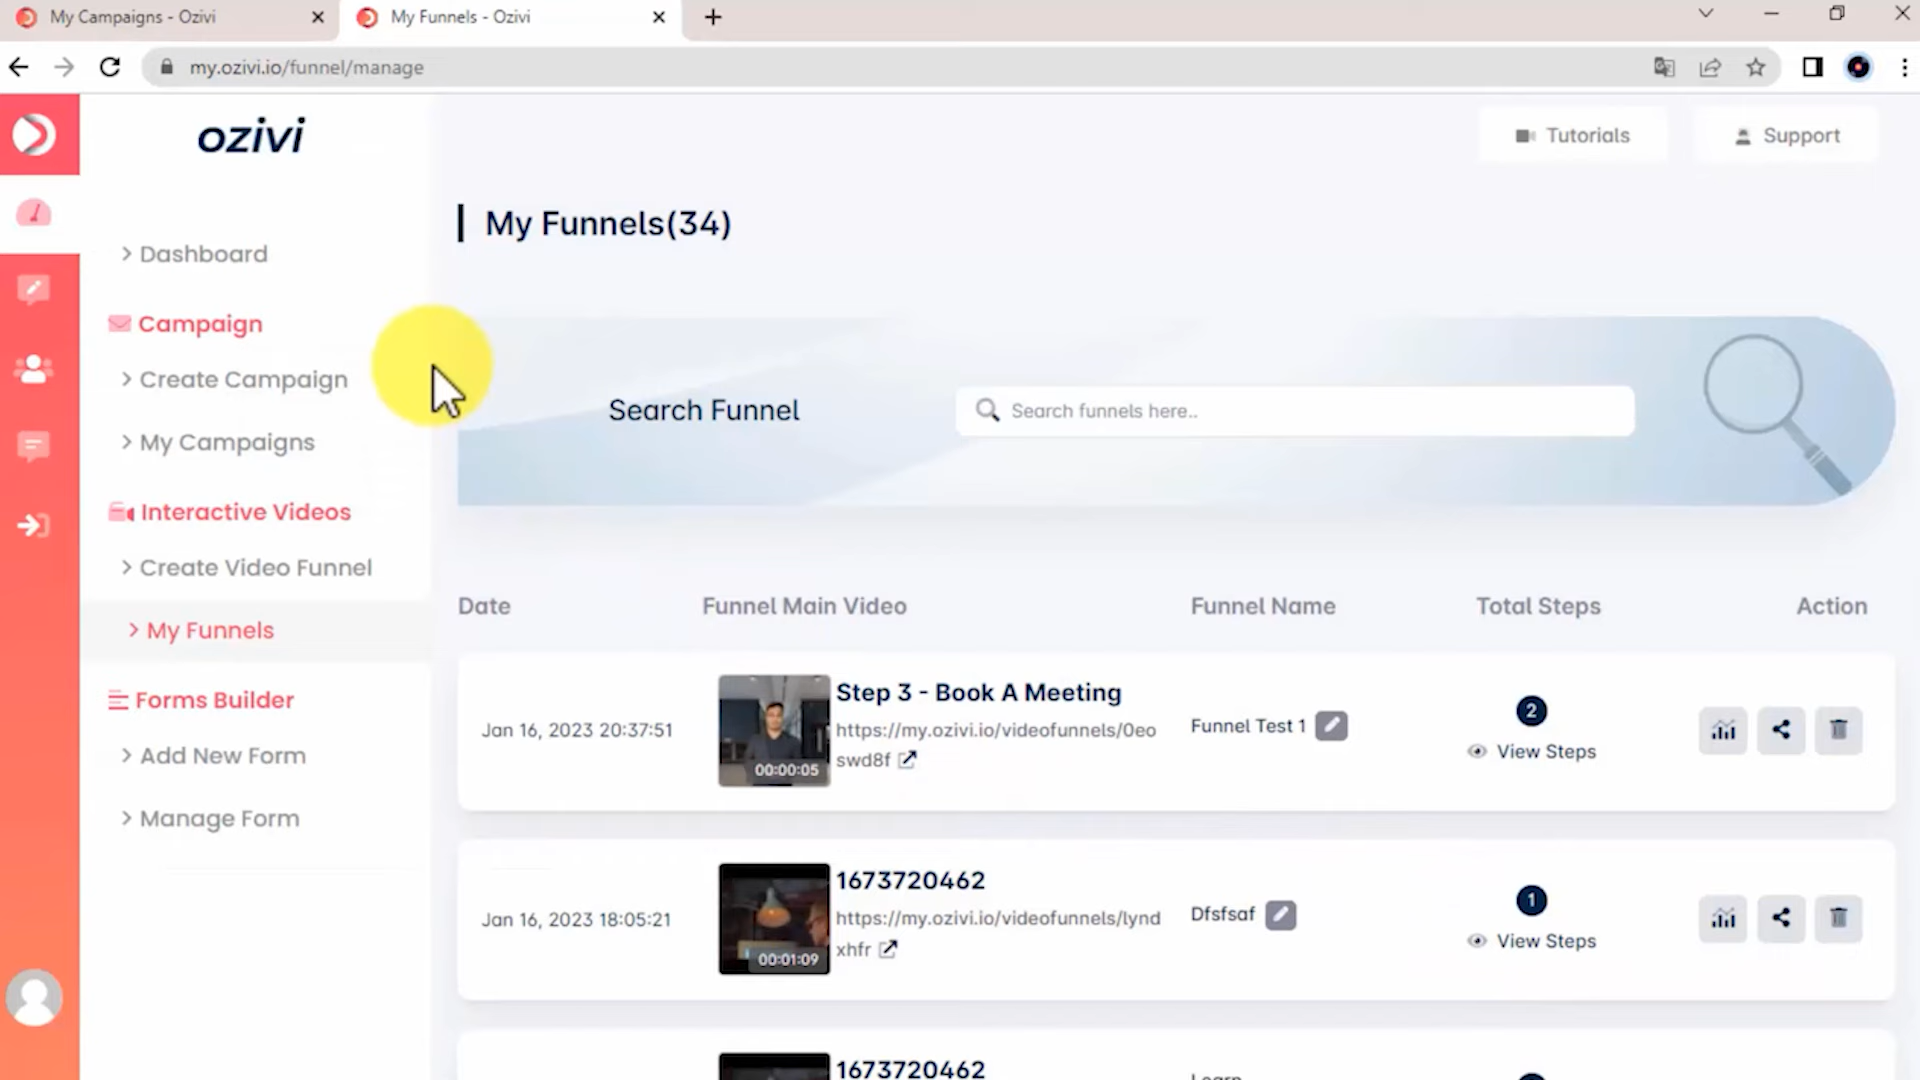 My Campaigns - Ozivi
My Funnels - Ozivi
my.ozivi.io/funnel/manage
ozivi
Tutorials
Support
My Funnels(34)
Dashboard
Campaign
Create Campaign
My Campaigns
Interactive Videos
Create Video Funnel
My Funnels
Forms Builder
Add New Form
Manage Form
Search Funnel
Search funnels here..
Date
Funnel Main Video
Funnel Name
Total Steps
Action
Jan 16, 2023 20:37:51
00:00:05
Step 3 - Book A Meeting
https://my.ozivi.io/videofunnels/0eo
swd8f
Funnel Test 1
2
View Steps
Jan 16, 2023 18:05:21
00:01:09
1673720462
https://my.ozivi.io/videofunnels/lynd
xhfr
Dfsfsaf
1
View Steps
1673720462